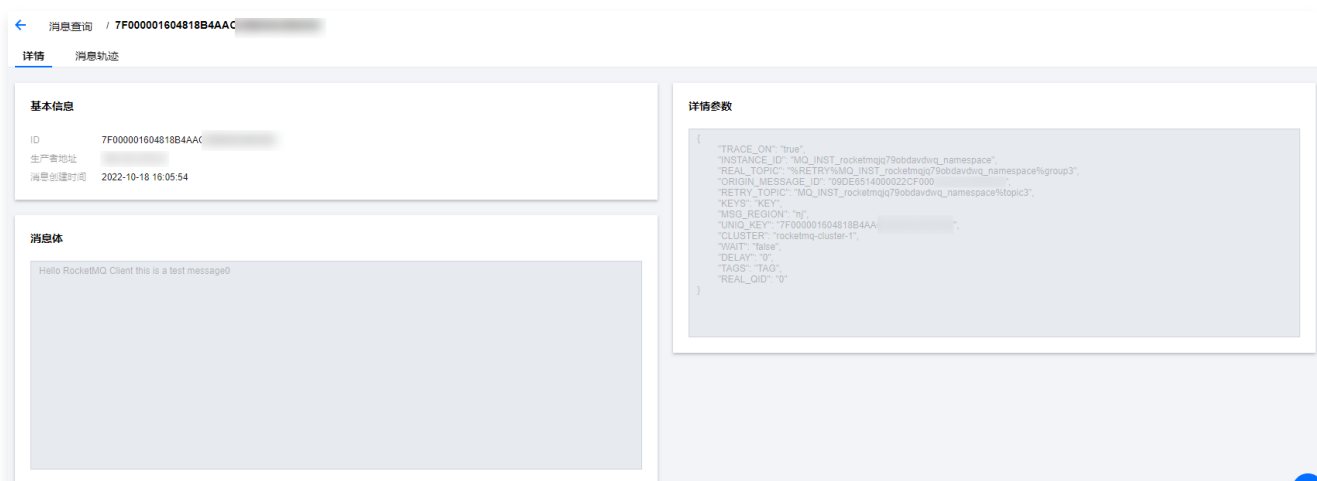 消息查询 / 7F000001604818B4AAC
详情 消息轨迹
基本信息
ID 7F000001604818B4AA
生产者地址
消息创建时间 2022-10-18 16:05:54
消息体
Hello RocketMQ Client this is a test message0
详情参数
{
"TRACE_ON": "true",
"INSTANCE_ID": "MQ_INST_rocketmqjq79obdavdwq_namespace",
"REAL_TOPIC": "%RETRY%MQ_INST_rocketmqjq79obdavdwq_namespace%group3",
"ORIGIN_MESSAGE_ID": "09DE6514000022CF000 ",
"RETRY_TOPIC": "MQ_INST_rocketmqjq79obdavdwq_namespace%topic3",
"KEYS": "KEY",
"MSG_REGION": "nj",
"UNIQ_KEY": "7F000001604818B4AA ",
"CLUSTER": "rocketmq-cluster-1",
"WAIT": "false",
"DELAY": "0",
"TAGS": "TAG",
"REAL_QID": "0"
}